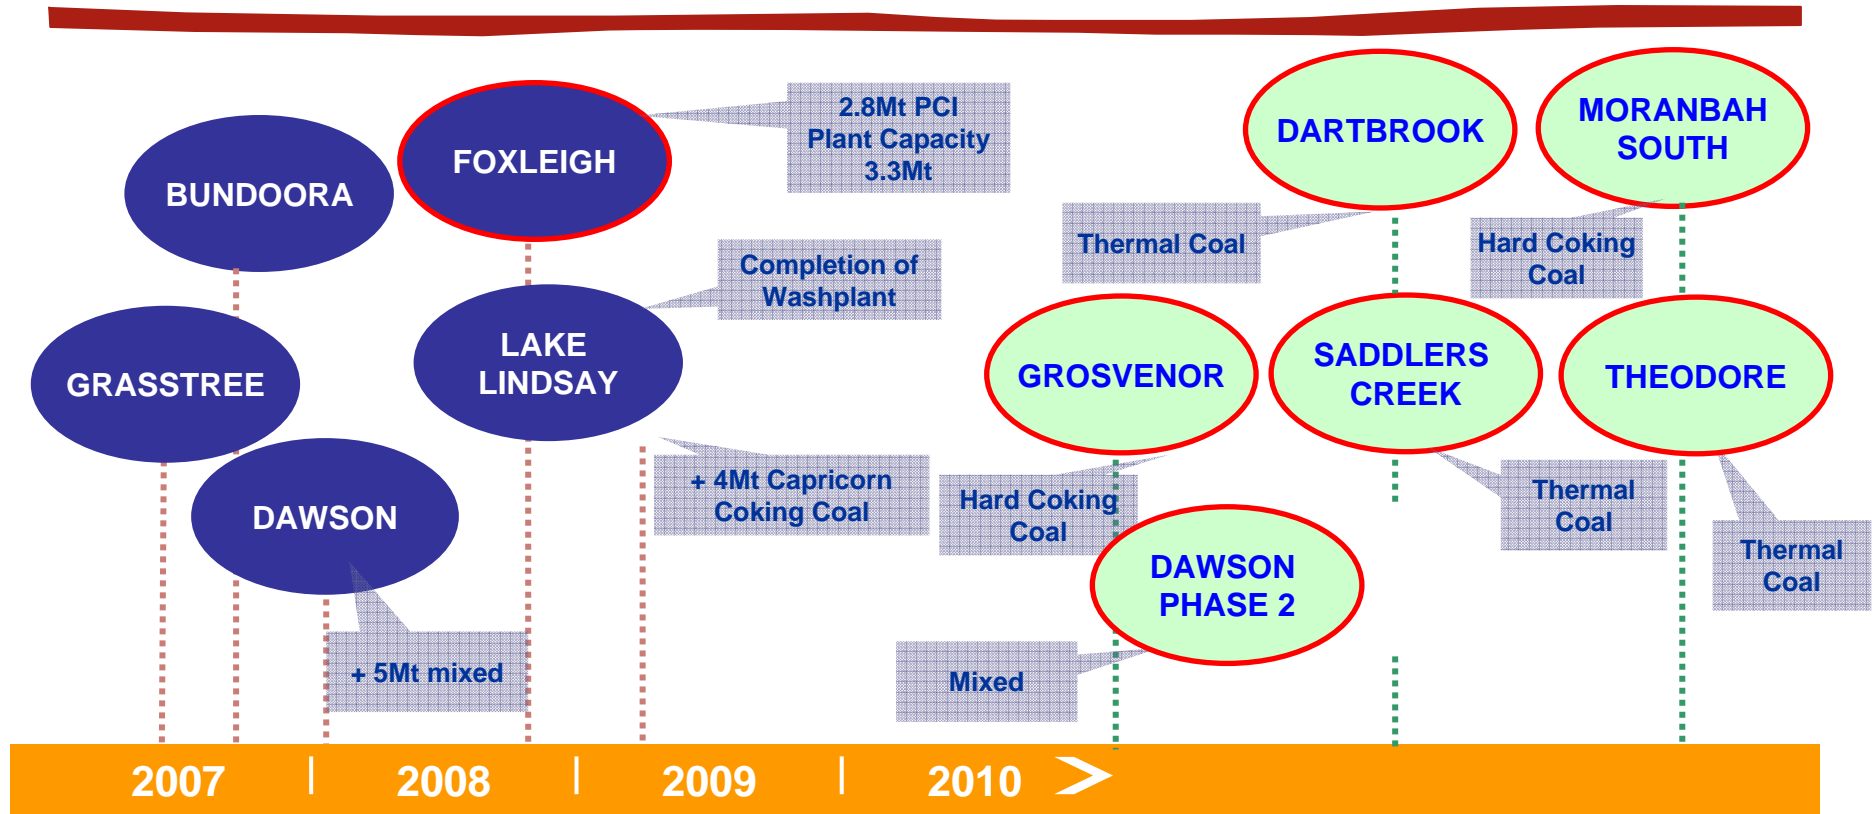 2.8Mt PCI
Plant Capacity
3.3Mt
FOXLEIGH
BUNDOORA
DARTBROOK
MORANBAH
SOUTH
Thermal Coal
Hard Coking
Coal
Completion of
Washplant
GRASSTREE
LAKE
LINDSAY
GROSVENOR
SADDLERS
CREEK
THEODORE
DAWSON
+ 4Mt Capricorn
Coking Coal
Hard Coking
Coal
Thermal
Coal
Thermal
Coal
DAWSON
PHASE 2
+ 5Mt mixed
Mixed
2007 | 2008 | 2009 | 2010 >